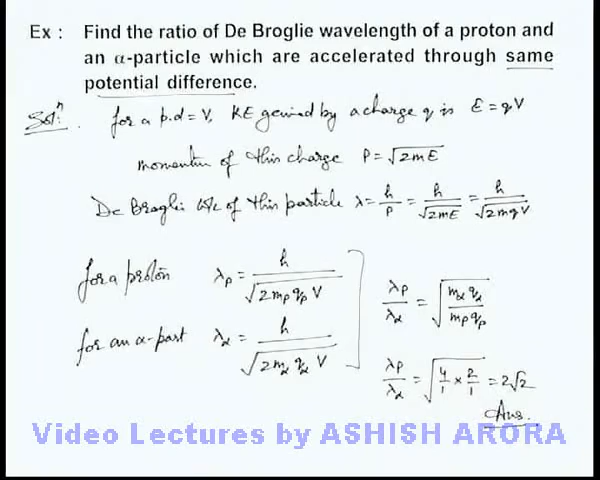 Ex : Find the ratio of De Broglie wavelength of a proton and
an α-particle which are accelerated through same
potential difference.
Solⁿ. for a p.d = V, KE gained by a charge q is E = qV
momentum of this charge P = √2mE
De Broglie w/c of this particle λ = h/P = h/√2mE = h/√2mqV
for a proton λp = h/√2mp qp V
for an α-part λα = h/√2mα qα V
λp/λα = √mα qα/mp qp
λp/λα = √4/1 × 2/1 = 2√2
Ans.
Video Lectures by ASHISH ARORA